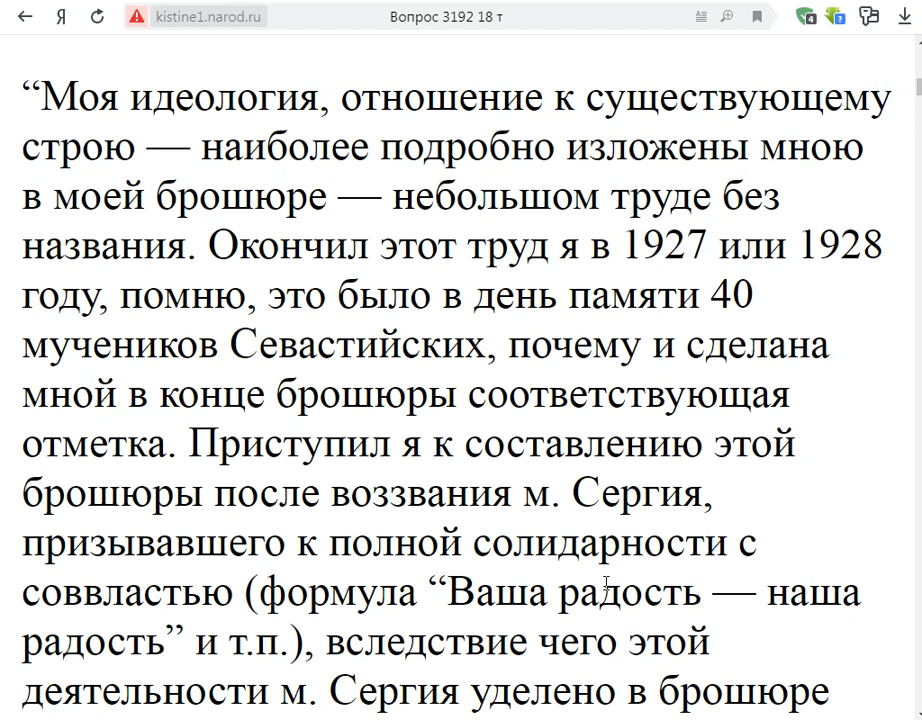 Я
kistine1.narod.ru
Вопрос 3192 18 т
“Моя идеология, отношение к существующему
строю — наиболее подробно изложены мною
в моей брошюре — небольшом труде без
названия. Окончил этот труд я в 1927 или 1928
году, помню, это было в день памяти 40
мучеников Севастийских, почему и сделана
мной в конце брошюры соответствующая
отметка. Приступил я к составлению этой
брошюры после воззвания м. Сергия,
призывавшего к полной солидарности с
соввластью (формула “Ваша радость — наша
радость” и т.п.), вследствие чего этой
деятельности м. Сергия уделено в брошюре